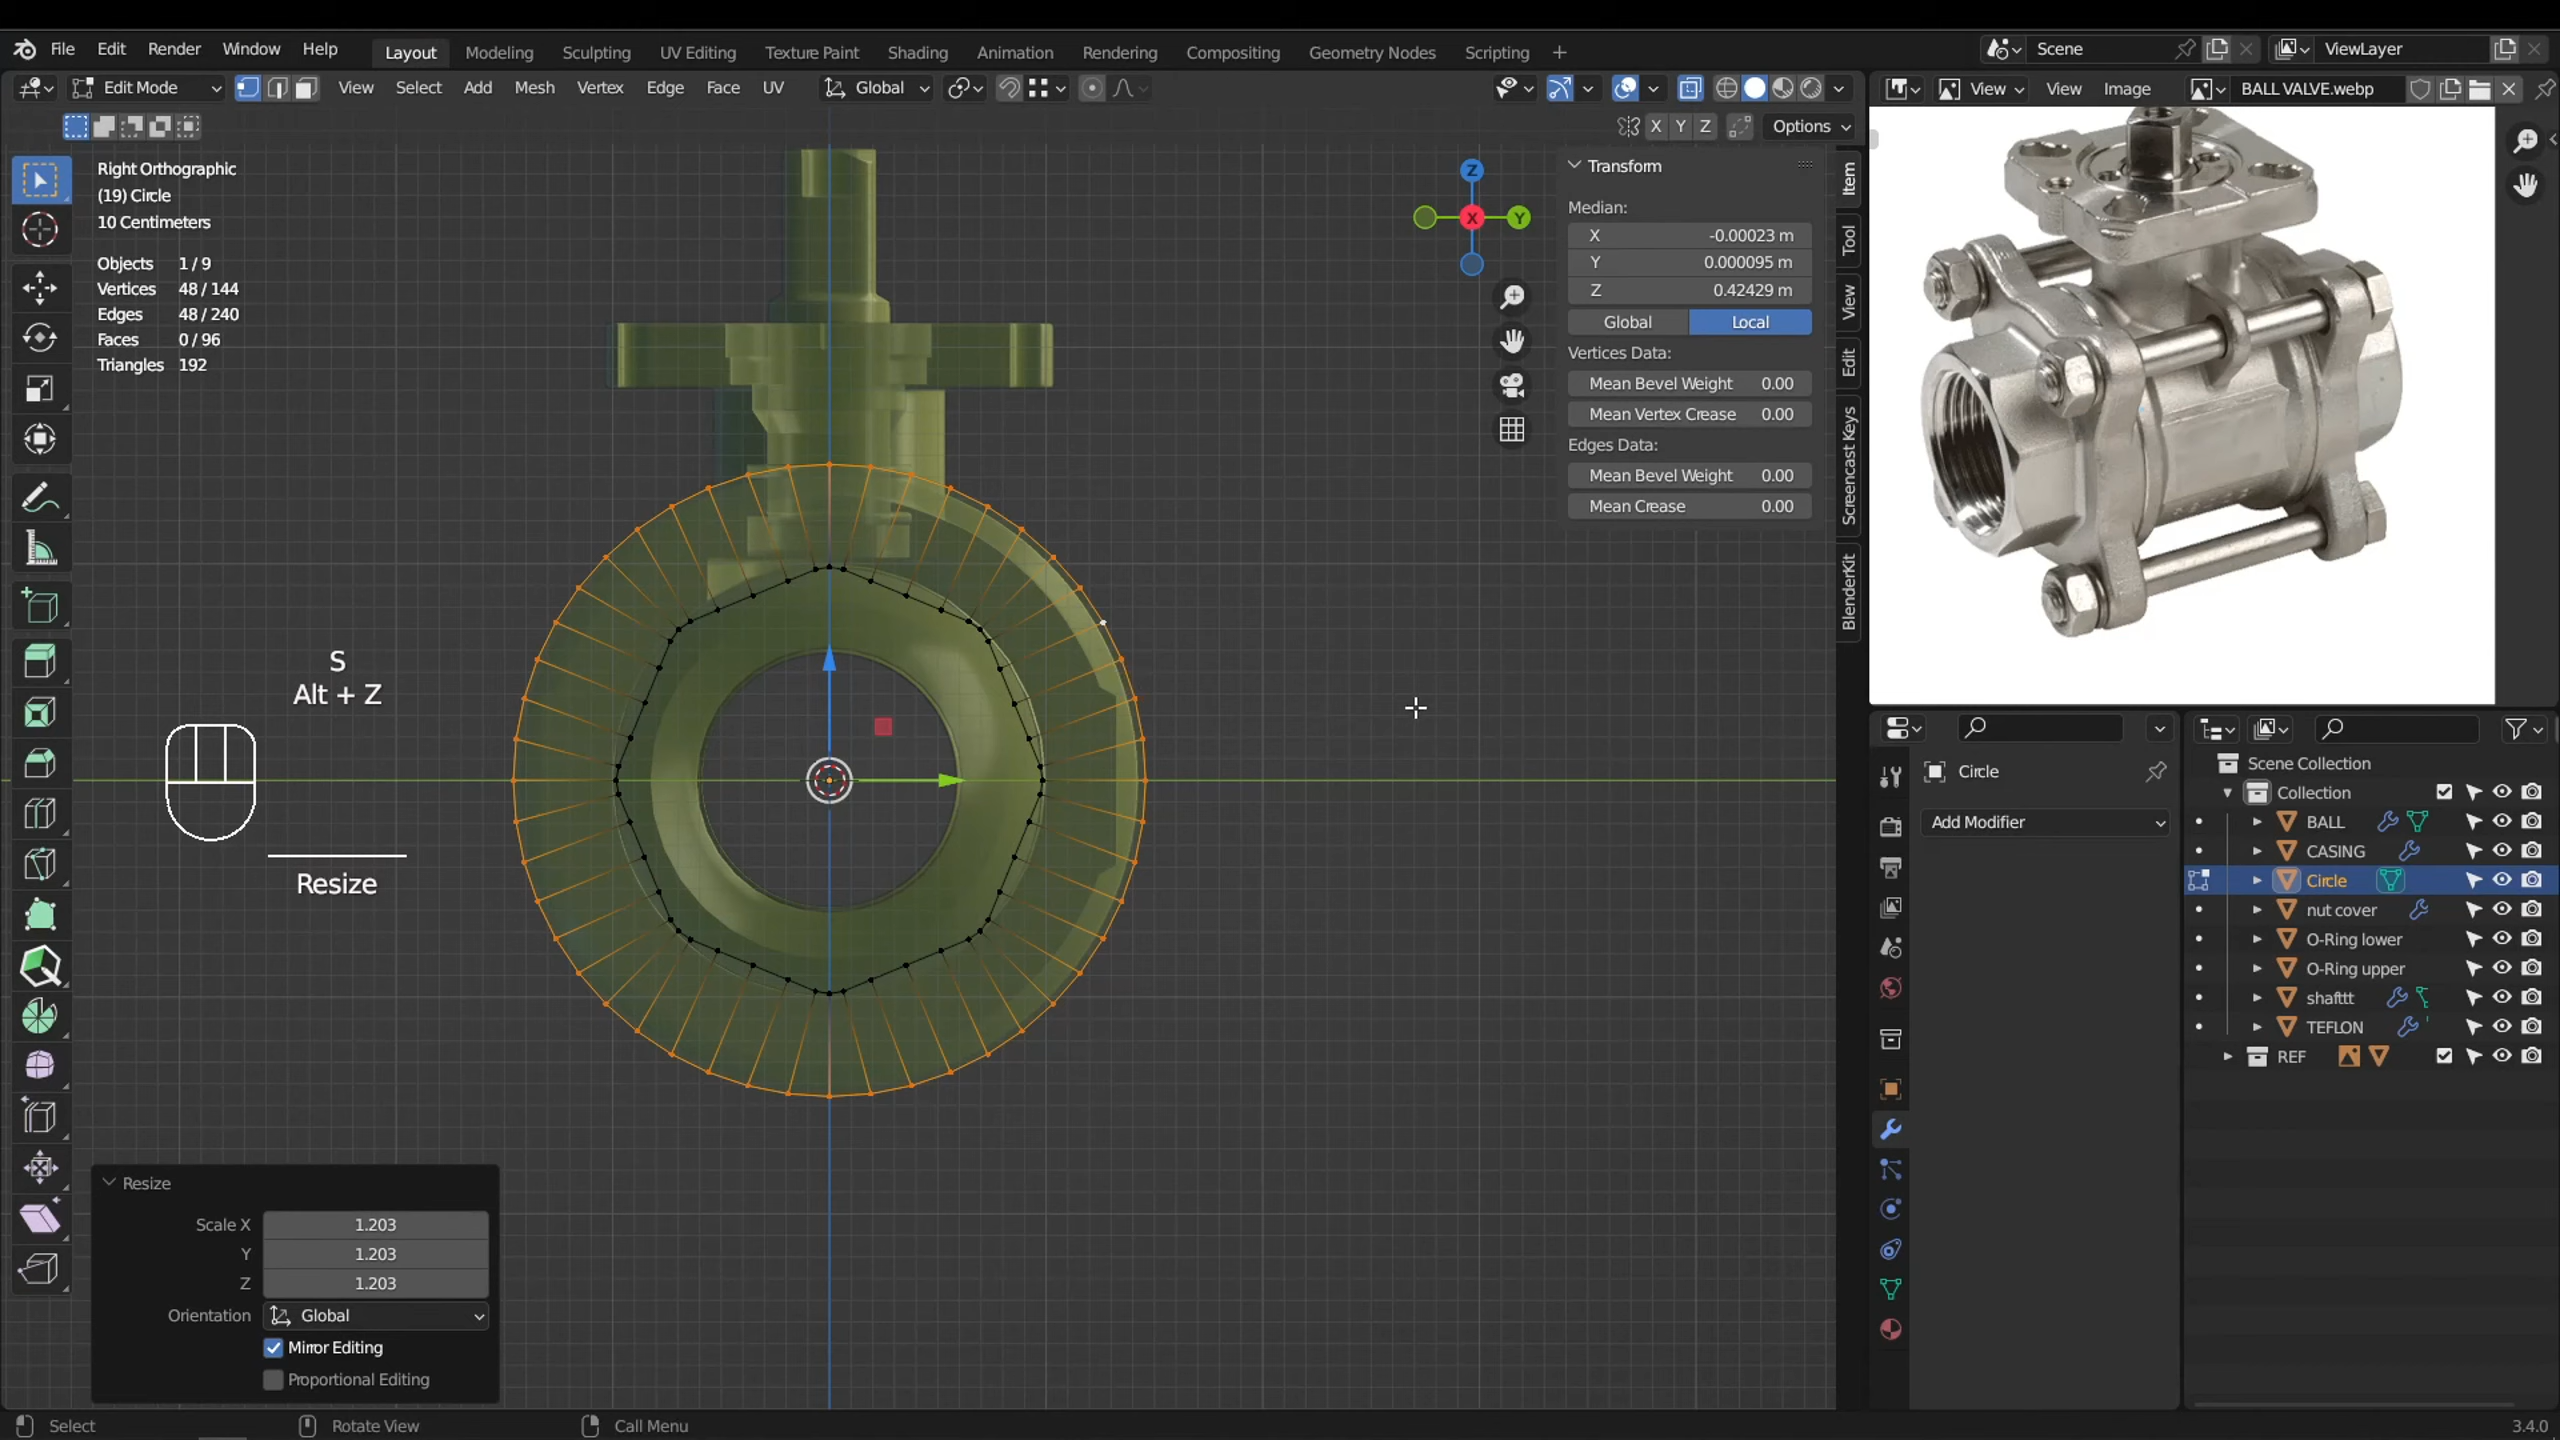 File Edit Render Window Help Layout Modeling Sculpting UV Editing Texture Paint Shading Animation Rendering Compositing Geometry Nodes Scripting + Scene ViewLayer
Edit Mode View Select Add Mesh Vertex Edge Face UV Global View View Image BALL VALVE.webp
X Y Z Options
Right Orthographic
(19) Circle
10 Centimeters
Objects 1 / 9
Vertices 48 / 144
Edges 48 / 240
Faces 0 / 96
Triangles 192
Z
X
Y
Transform
Median:
X -0.00023 m
Y 0.000095 m
Z 0.42429 m
Global Local
Vertices Data:
Mean Bevel Weight 0.00
Mean Vertex Crease 0.00
Edges Data:
Mean Bevel Weight 0.00
Mean Crease 0.00
Item
Tool
View
Edit
Screencast Keys
BlenderKit
S
Alt + Z
Resize
Resize
Scale X 1.203
Y 1.203
Z 1.203
Orientation Global
Mirror Editing
Proportional Editing
Circle
Add Modifier
Scene Collection
Collection
BALL
CASING
Circle
nut cover
O-Ring lower
O-Ring upper
shafttt
TEFLON
REF
Select Rotate View Call Menu 3.4.0